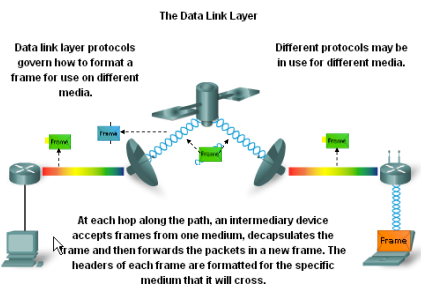 The Data Link Layer
Data link layer protocols
govern how to format a
frame for use on different
media.
Different protocols may be
in use for different media.
Frame
Frame
Frame
Frame
Frame
At each hop along the path, an intermediary device
accepts frames from one medium, decapsulates the
frame and then forwards the packets in a new frame. The
headers of each frame are formatted for the specific
medium that it will cross.